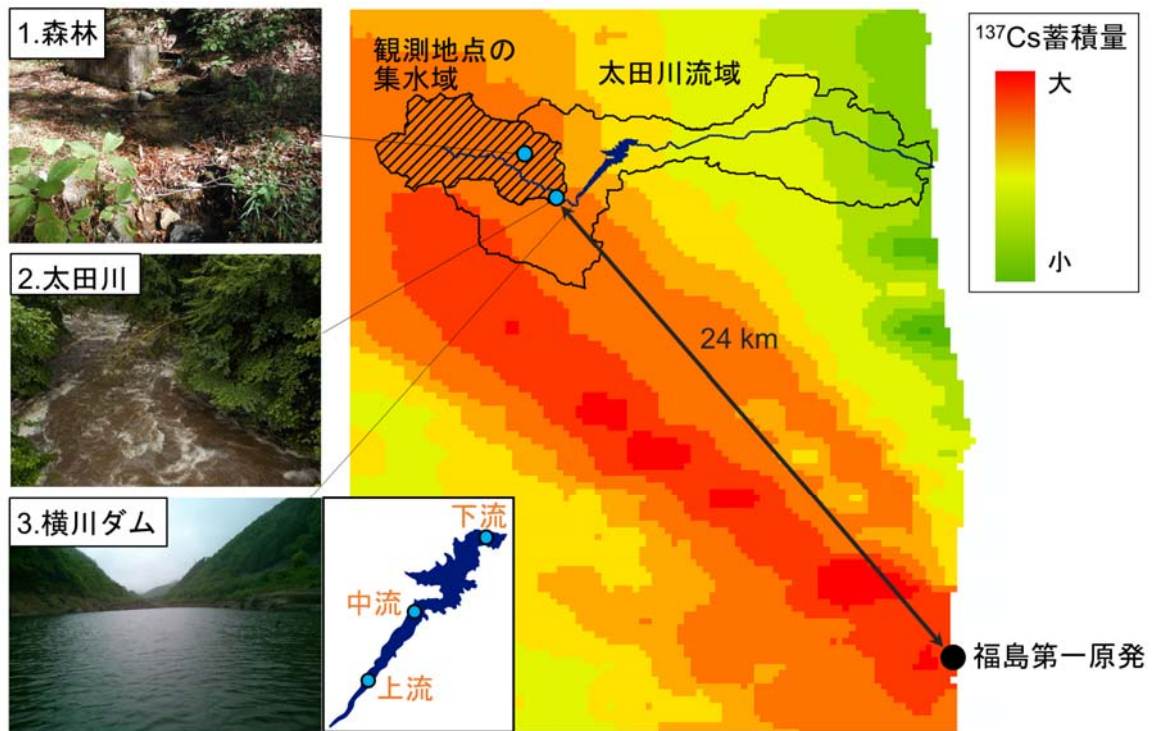 1.森林
2.太田川
3.横川ダム
下流
中流
上流
観測地点の
集水域
太田川流域
24 km
福島第一原発
¹³⁷Cs蓄積量
大
小